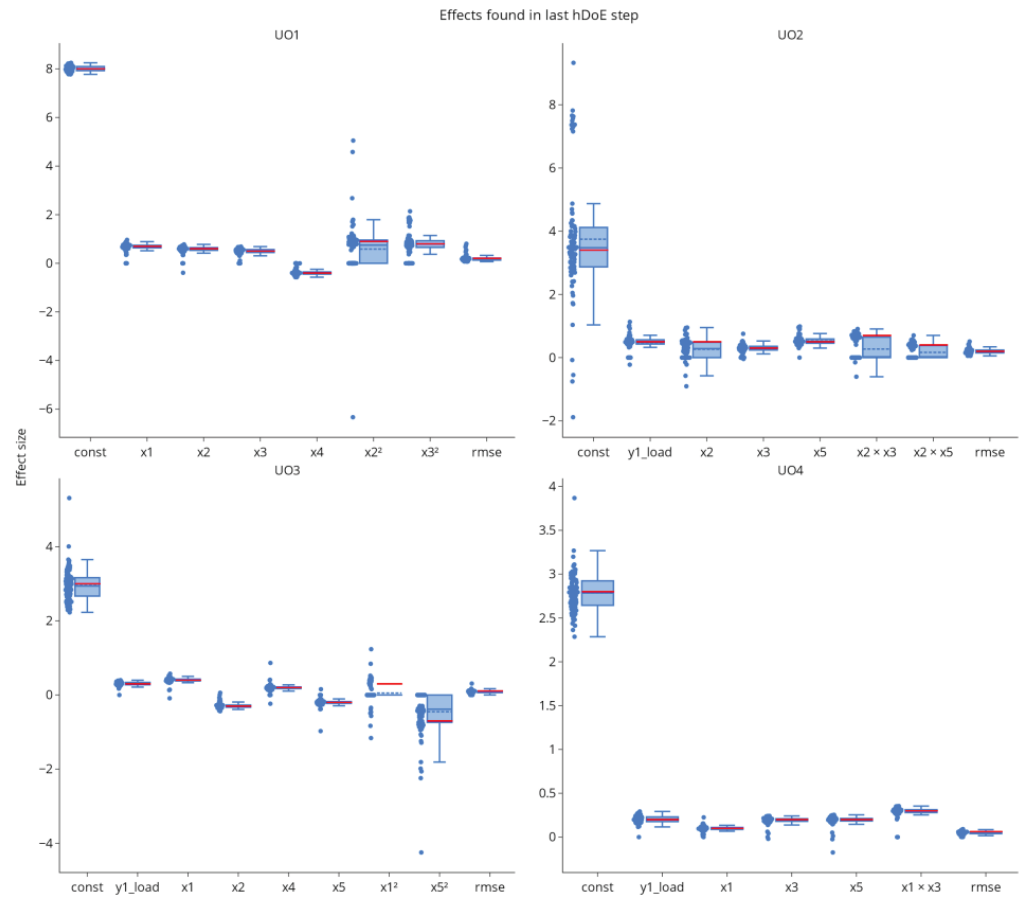 Effects found in last hDoE step
UO1
UO2
8
6
4
2
0
−2
−4
−6
8
6
4
2
0
−2
const x1 x2 x3 x4 x2² x3² rmse
const y1_load x2 x3 x5 x2 × x3 x2 × x5 rmse
Effect size
UO3
UO4
4
2
0
−2
−4
4
3.5
3
2.5
2
1.5
1
0.5
0
const y1_load x1 x2 x4 x5 x1² x5² rmse
const y1_load x1 x3 x5 x1 × x3 rmse